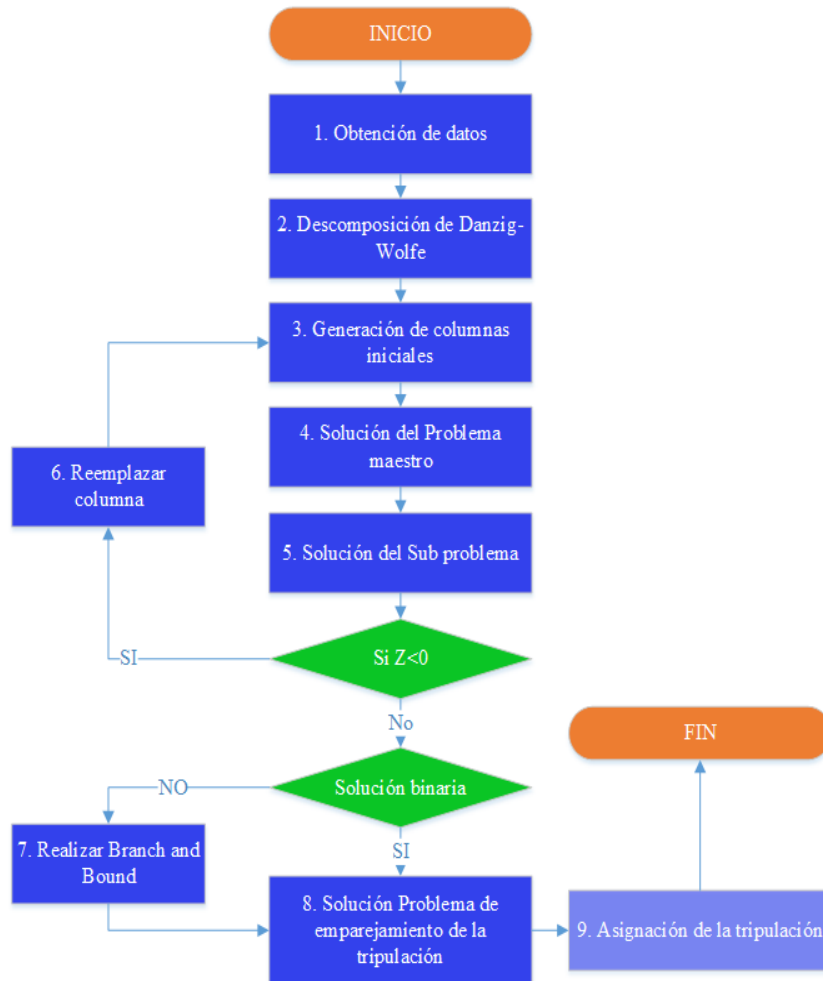 INICIO
1. Obtención de datos
2. Descomposición de Danzig-
Wolfe
3. Generación de columnas
iniciales
4. Solución del Problema
maestro
6. Reemplazar
columna
5. Solución del Sub problema
Si Z<0
SI
No
FIN
Solución binaria
NO
SI
7. Realizar Branch and
Bound
8. Solución Problema de
emparejamiento de la
tripulación
9. Asignación de la tripulación